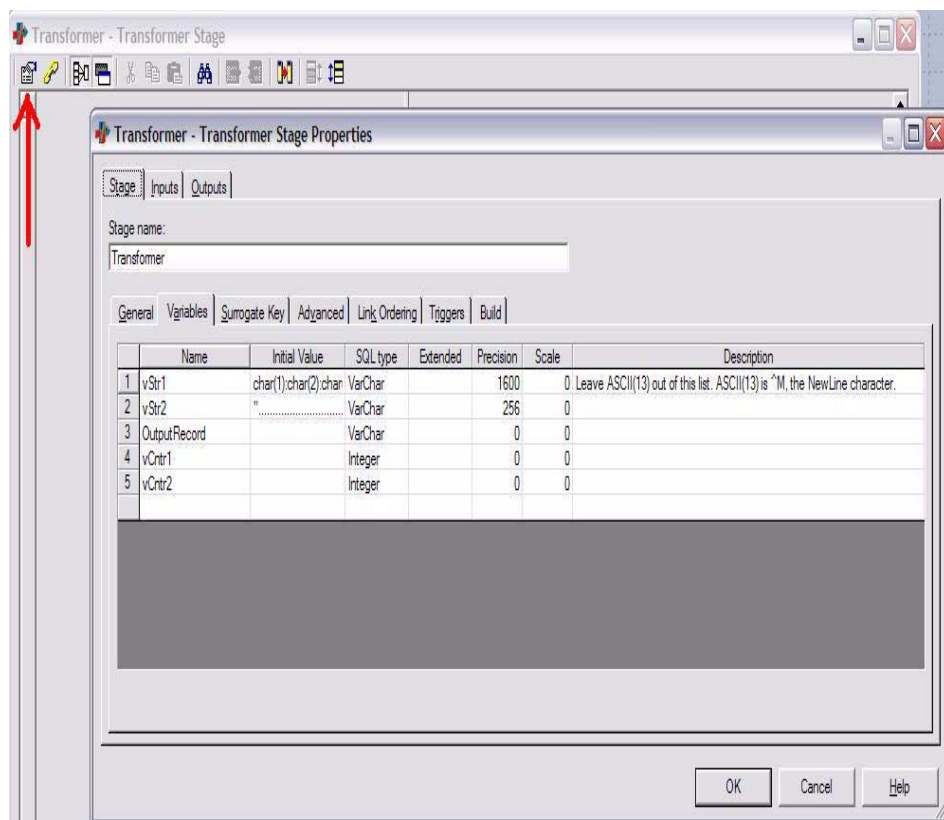 Transformer - Transformer Stage
Transformer - Transformer Stage Properties
Stage Inputs Outputs
Stage name:
Transformer
General Variables Surrogate Key Advanced Link Ordering Triggers Build
Name Initial Value SQL type Extended Precision Scale Description
1 vStr1 char(1):char(2):char VarChar 1600 0 Leave ASCII(13) out of this list. ASCII(13) is ^M, the NewLine character.
2 vStr2 "............................. VarChar 256 0
3 OutputRecord VarChar 0 0
4 vCntr1 Integer 0 0
5 vCntr2 Integer 0 0
OK Cancel Help